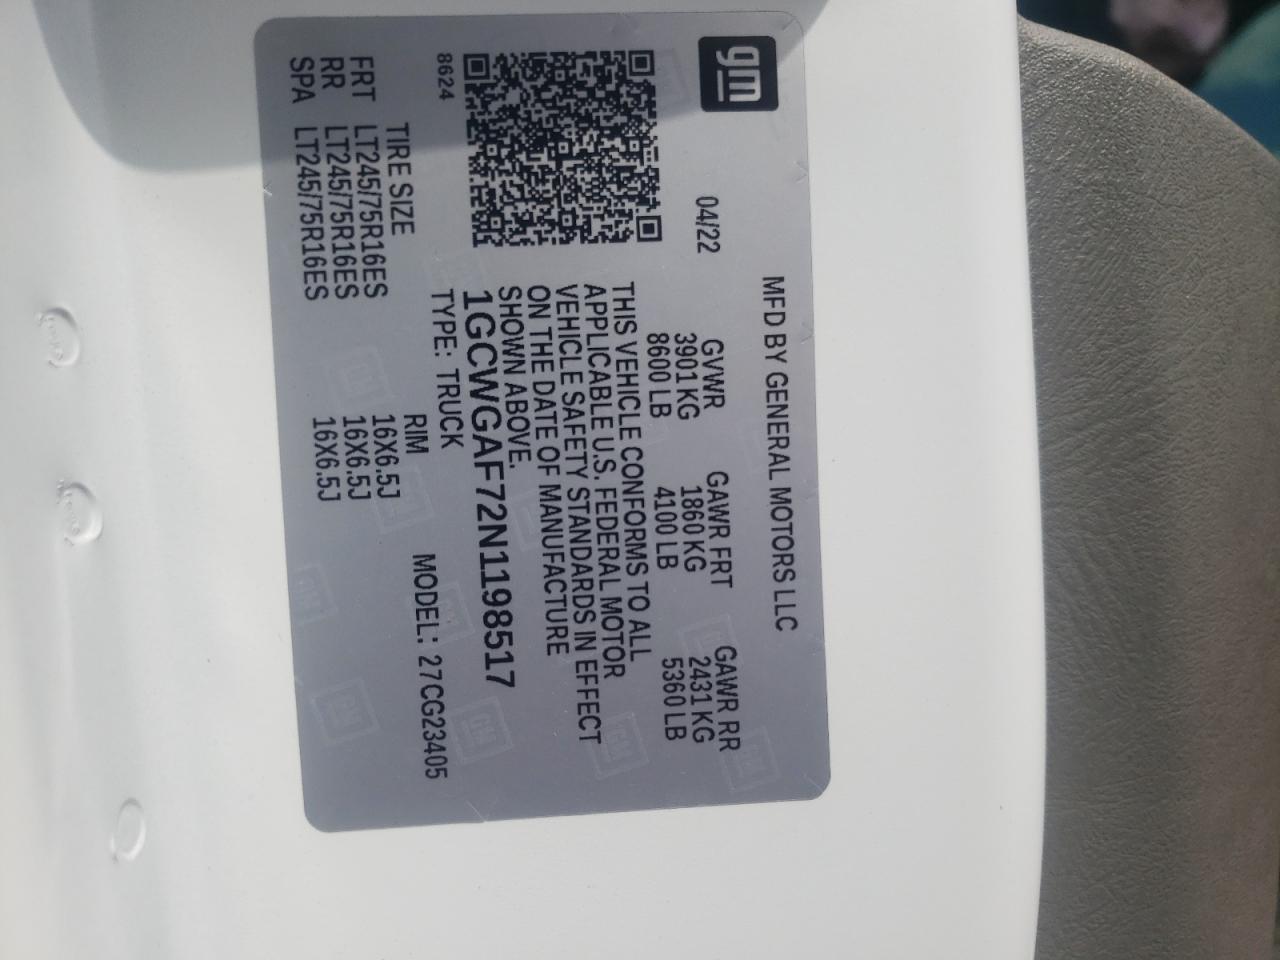 gm
MFD BY GENERAL MOTORS LLC
04/22
GVWR GAWR FRT GAWR RR
3901 KG 1860 KG 2431 KG
8600 LB 4100 LB 5360 LB
THIS VEHICLE CONFORMS TO ALL
APPLICABLE U.S. FEDERAL MOTOR
VEHICLE SAFETY STANDARDS IN EFFECT
ON THE DATE OF MANUFACTURE
SHOWN ABOVE.
1GCWGAF72N1198517
8624
TYPE: TRUCK MODEL: 27CG23405
TIRE SIZE RIM
FRT LT245/75R16ES 16X6.5J
RR LT245/75R16ES 16X6.5J
SPA LT245/75R16ES 16X6.5J